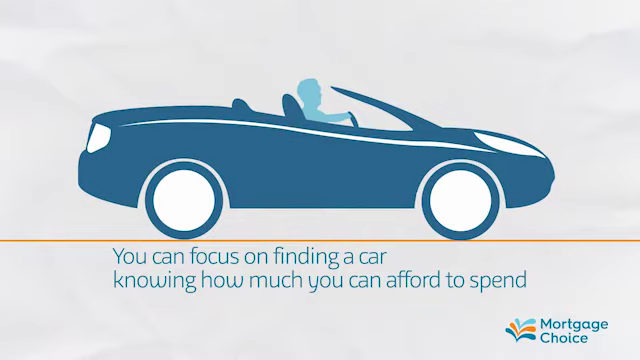 You can focus on finding a car
knowing how much you can afford to spend
Mortgage
Choice